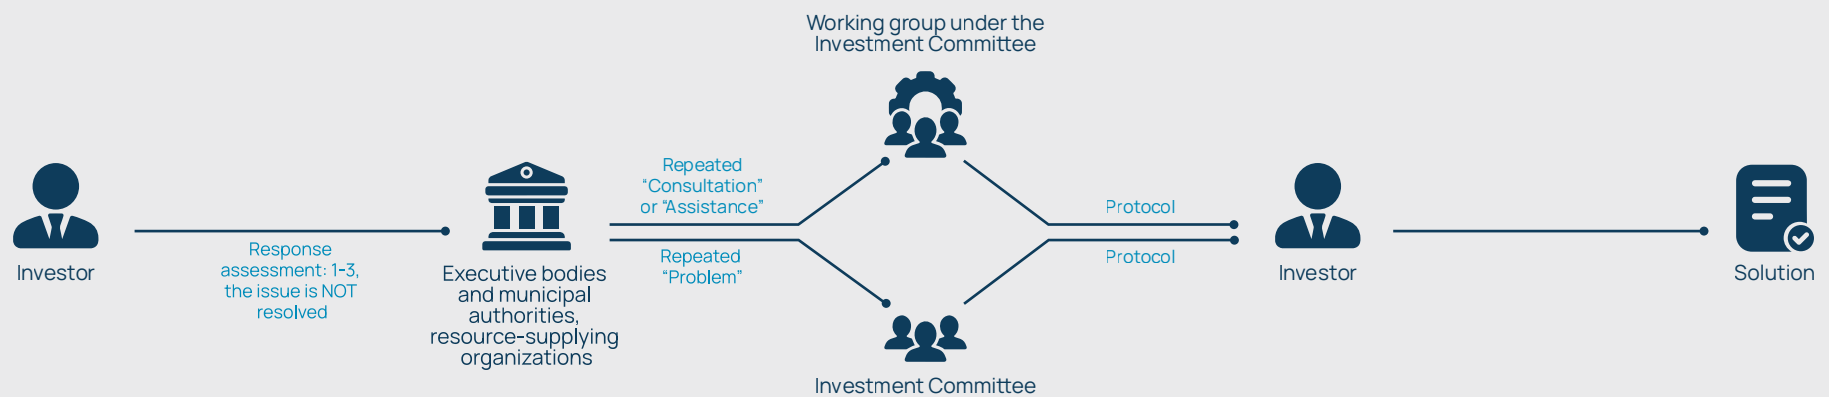 Working group under the
Investment Committee
Investor
Response
assessment: 1-3,
the issue is NOT
resolved
Executive bodies
and municipal
authorities,
resource-supplying
organizations
Repeated
“Consultation”
or “Assistance”
Repeated
“Problem”
Investment Committee
Protocol
Protocol
Investor
Solution